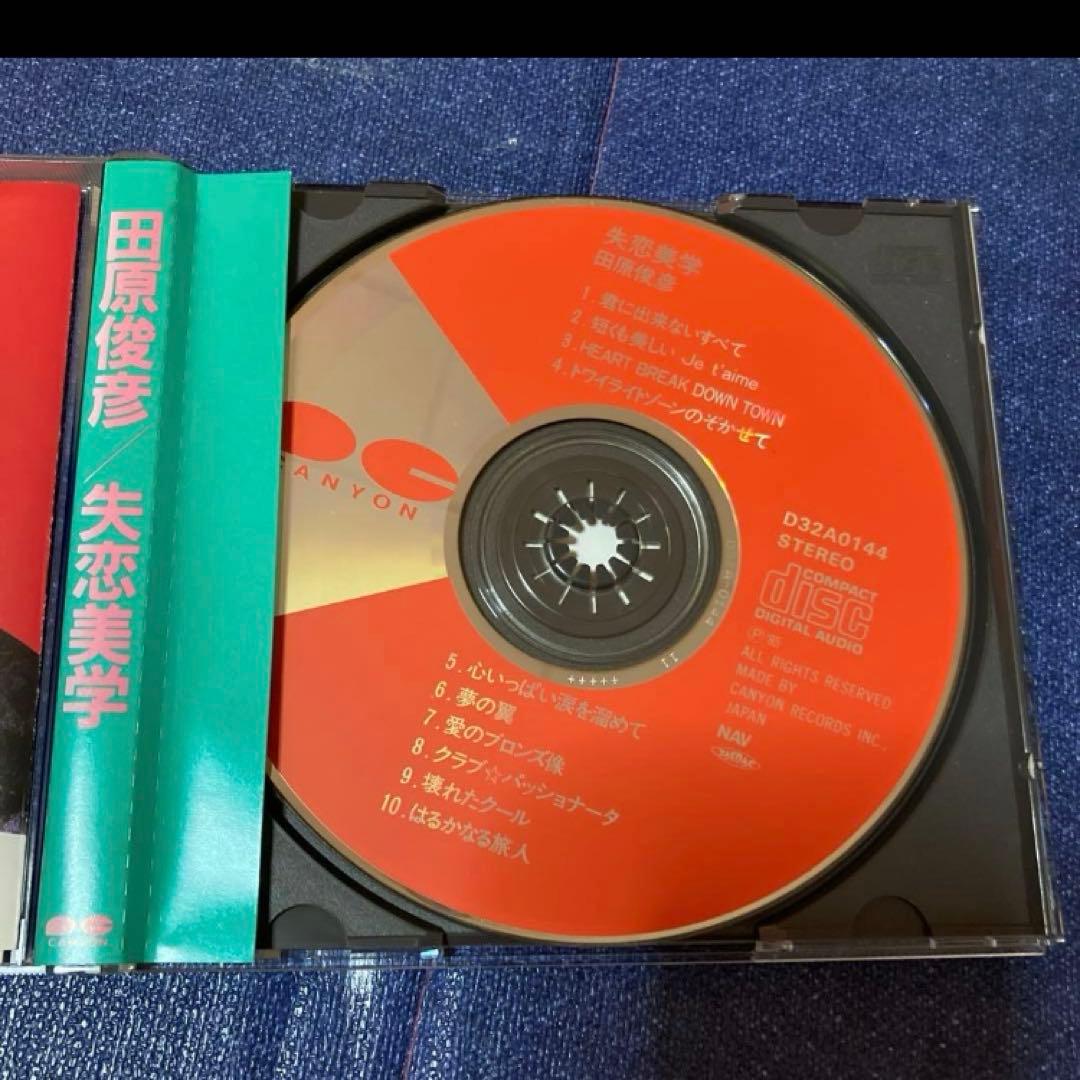 田原俊彦/失恋美学
CANYON
失恋美学
田原俊彦
1.君に出来ないすべて
2.短くも美しい Je t'aime
3.HEART BREAK DOWN TOWN
4.トワイライトゾーンのぞかせて
CANYON
D32A0144
STEREO
COMPACT
disc
DIGITAL AUDIO
Ⓟ'85
ALL RIGHTS RESERVED
MADE BY
CANYON RECORDS INC.
JAPAN
NAV
5.心いっぱい涙を溜めて
6.夢の翼
7.愛のブロンズ像
8.クラブ☆パッショナータ
9.壊れたクール
10.はるかなる旅人
+++++